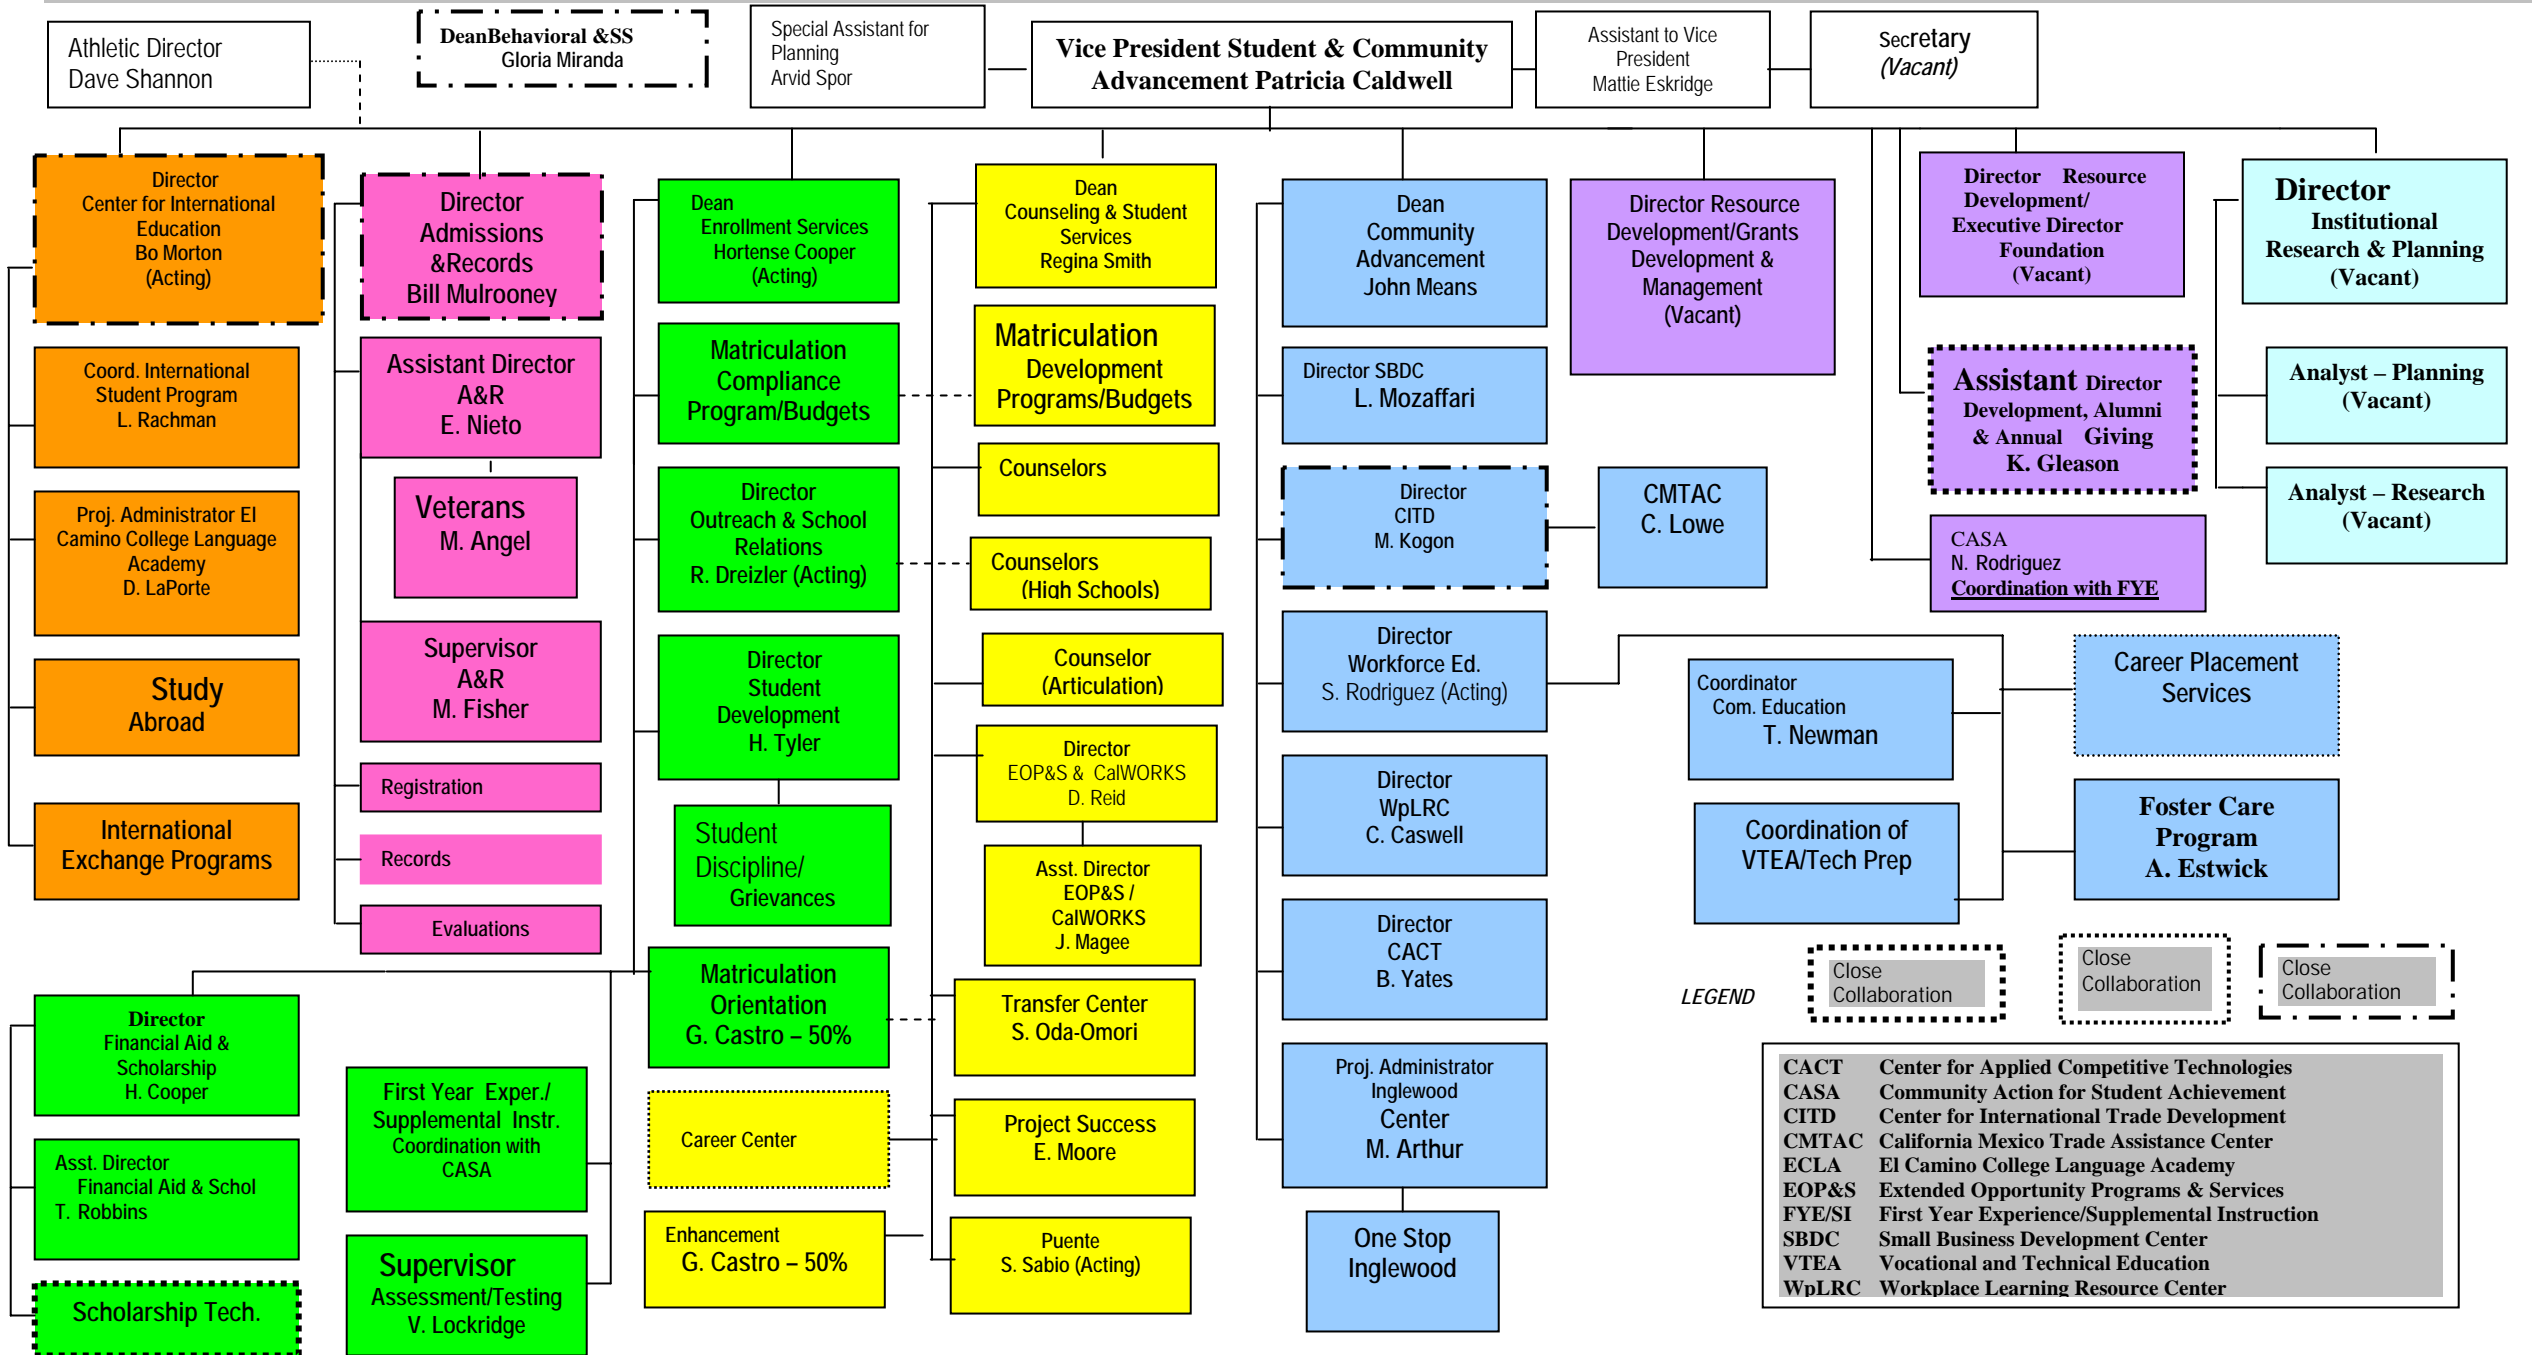 Athletic Director
Dave Shannon
DeanBehavioral &SS
Gloria Miranda
Special Assistant for
Planning
Arvid Spor
Vice President Student & Community
Advancement Patricia Caldwell
Assistant to Vice
President
Mattie Eskridge
Secretary
(Vacant)
Director
Center for International
Education
Bo Morton
(Acting)
Coord. International
Student Program
L. Rachman
Proj. Administrator El
Camino College Language
Academy
D. LaPorte
Study
Abroad
International
Exchange Programs
Director
Admissions
&Records
Bill Mulrooney
Assistant Director
A&R
E. Nieto
Veterans
M. Angel
Supervisor
A&R
M. Fisher
Registration
Records
Evaluations
Dean
Enrollment Services
Hortense Cooper
(Acting)
Matriculation
Compliance
Program/Budgets
Director
Outreach & School
Relations
R. Dreizler (Acting)
Director
Student
Development
H. Tyler
Student
Discipline/
Grievances
Matriculation
Orientation
G. Castro – 50%
Director
Financial Aid &
Scholarship
H. Cooper
Asst. Director
Financial Aid & Schol
T. Robbins
Scholarship Tech.
First Year Exper./
Supplemental Instr.
Coordination with
CASA
Supervisor
Assessment/Testing
V. Lockridge
Dean
Counseling & Student
Services
Regina Smith
Matriculation
Development
Programs/Budgets
Counselors
Counselors
(High Schools)
Counselor
(Articulation)
Director
EOP&S & CalWORKS
D. Reid
Asst. Director
EOP&S /
CalWORKS
J. Magee
Transfer Center
S. Oda-Omori
Career Center
Project Success
E. Moore
Enhancement
G. Castro – 50%
Puente
S. Sabio (Acting)
Dean
Community
Advancement
John Means
Director SBDC
L. Mozaffari
Director
CITD
M. Kogon
CMTAC
C. Lowe
Director
Workforce Ed.
S. Rodriguez (Acting)
Director
WpLRC
C. Caswell
Director
CACT
B. Yates
Proj. Administrator
Inglewood
Center
M. Arthur
One Stop
Inglewood
Coordinator
Com. Education
T. Newman
Career Placement
Services
Coordination of
VTEA/Tech Prep
Foster Care
Program
A. Estwick
Director Resource
Development/Grants
Development &
Management
(Vacant)
Director Resource
Development/
Executive Director
Foundation
(Vacant)
Assistant Director
Development, Alumni
& Annual Giving
K. Gleason
CASA
N. Rodriguez
Coordination with FYE
Director
Institutional
Research & Planning
(Vacant)
Analyst – Planning
(Vacant)
Analyst – Research
(Vacant)
LEGEND
Close
Collaboration
Close
Collaboration
Close
Collaboration
CACT Center for Applied Competitive Technologies
CASA Community Action for Student Achievement
CITD Center for International Trade Development
CMTAC California Mexico Trade Assistance Center
ECLA El Camino College Language Academy
EOP&S Extended Opportunity Programs & Services
FYE/SI First Year Experience/Supplemental Instruction
SBDC Small Business Development Center
VTEA Vocational and Technical Education
WpLRC Workplace Learning Resource Center